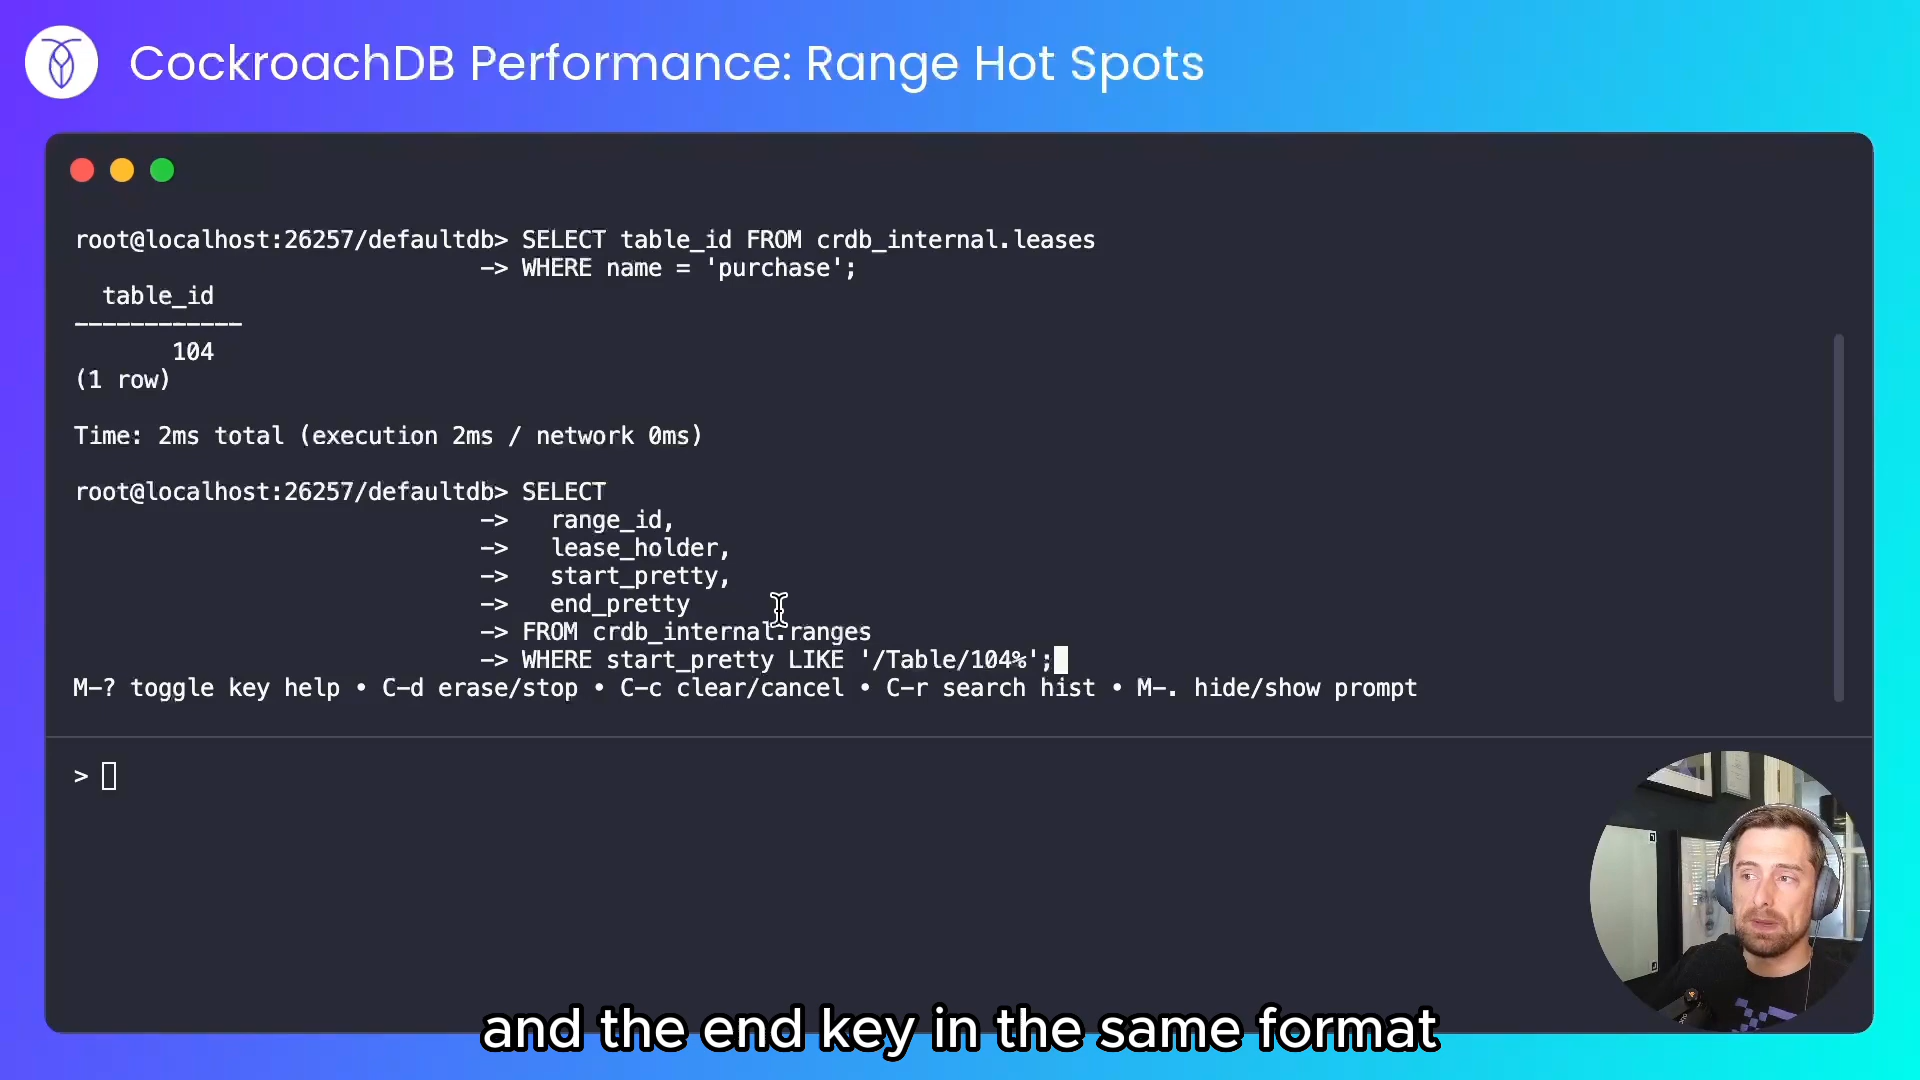 CockroachDB Performance: Range Hot Spots
root@localhost:26257/defaultdb> SELECT table_id FROM crdb_internal.leases
-> WHERE name = 'purchase';
table_id
------------
104
(1 row)
Time: 2ms total (execution 2ms / network 0ms)
root@localhost:26257/defaultdb> SELECT
-> range_id,
-> lease_holder,
-> start_pretty,
-> end_pretty
-> FROM crdb_internal.ranges
-> WHERE start_pretty LIKE '/Table/104%';
M-? toggle key help • C-d erase/stop • C-c clear/cancel • C-r search hist • M-. hide/show prompt
>
and the end key in the same format